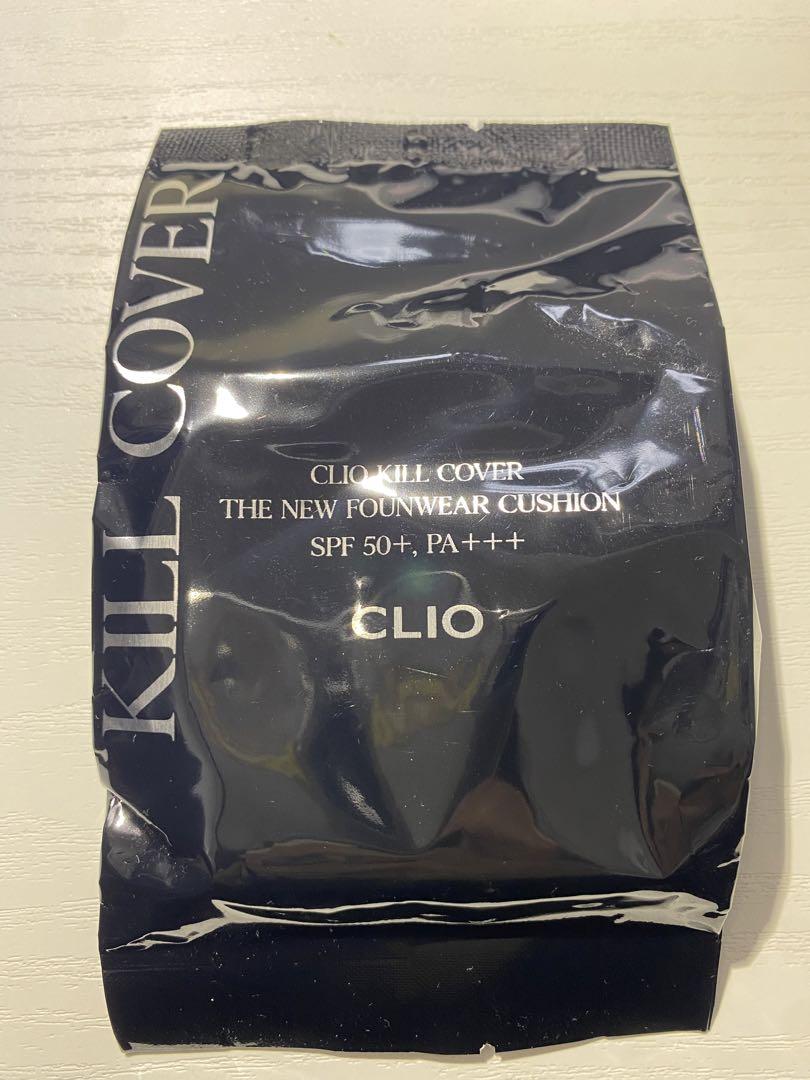 KILL COVER
CLIO KILL COVER
THE NEW FOUNWEAR CUSHION
SPF 50+, PA+++
CLIO